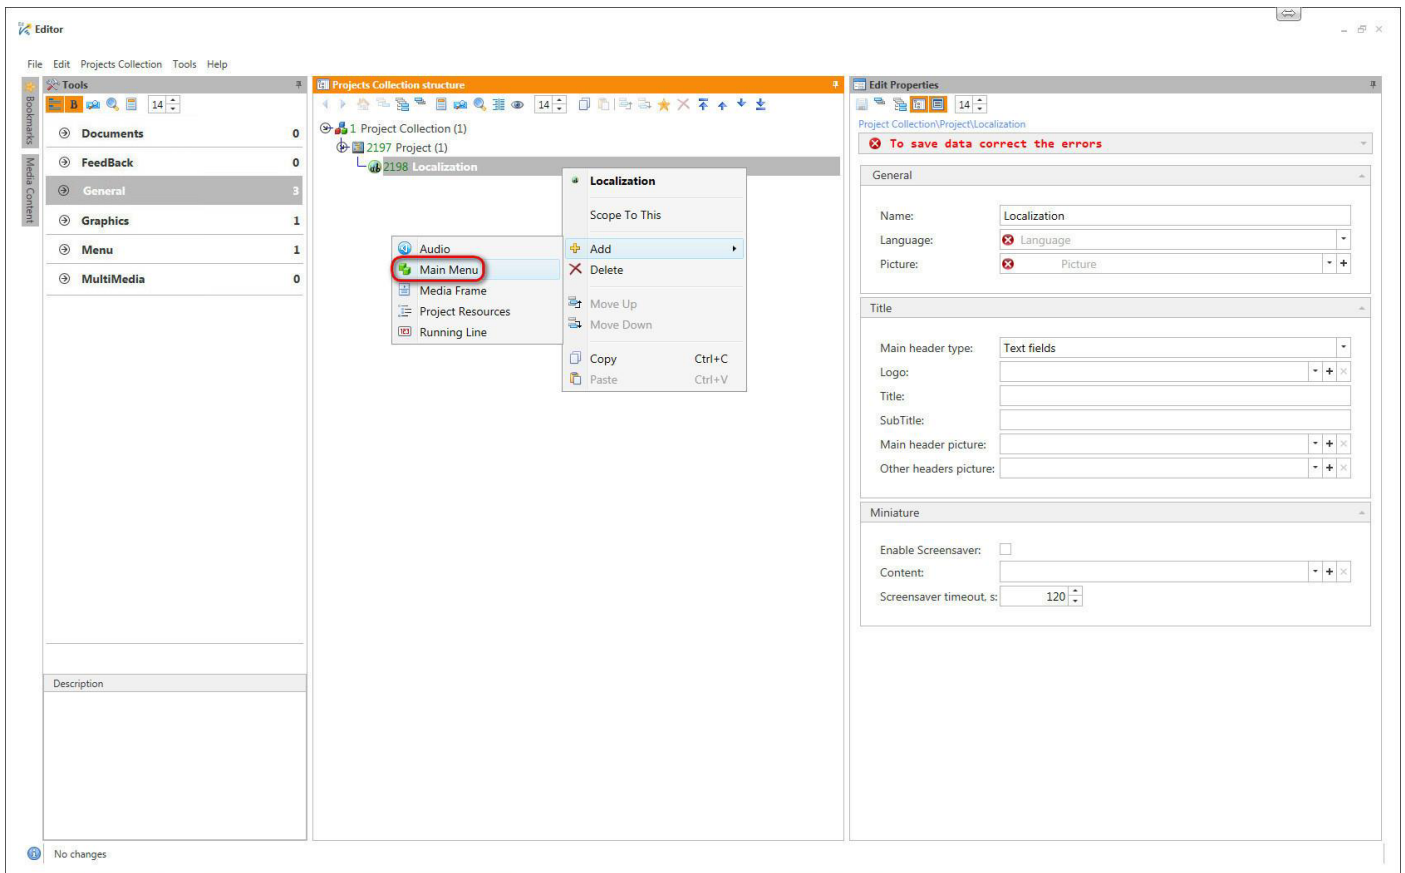 Editor
File Edit Projects Collection Tools Help
Bookmarks
Media Content
Tools
B 14
Documents 0
FeedBack 0
General 3
Graphics 1
Menu 1
MultiMedia 0
Description
Projects Collection structure
14
1 Project Collection (1)
2197 Project (1)
2198 Localization
Localization
Scope To This
Add
Delete
Move Up
Move Down
Copy Ctrl+C
Paste Ctrl+V
Audio
Main Menu
Media Frame
Project Resources
Running Line
Edit Properties
14
Project Collection\Project\Localization
To save data correct the errors
General
Name: Localization
Language: Language
Picture: Picture
Title
Main header type: Text fields
Logo:
Title:
SubTitle:
Main header picture:
Other headers picture:
Miniature
Enable Screensaver:
Content:
Screensaver timeout, s: 120
No changes